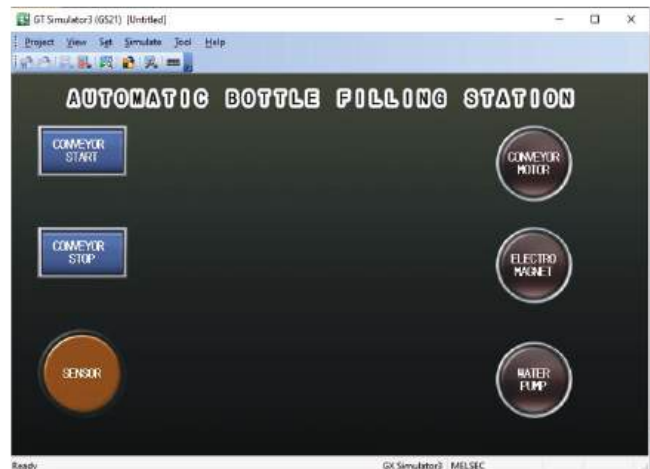 GT Simulator3 (GS21) [Untitled]
Project View Set Simulate Tool Help
AUTOMATIC BOTTLE FILLING STATION
CONVEYOR
START
CONVEYOR
MOTOR
CONVEYOR
STOP
ELECTRO
MAGNET
SENSOR
WATER
PUMP
Ready GX Simulator3 MELSEC